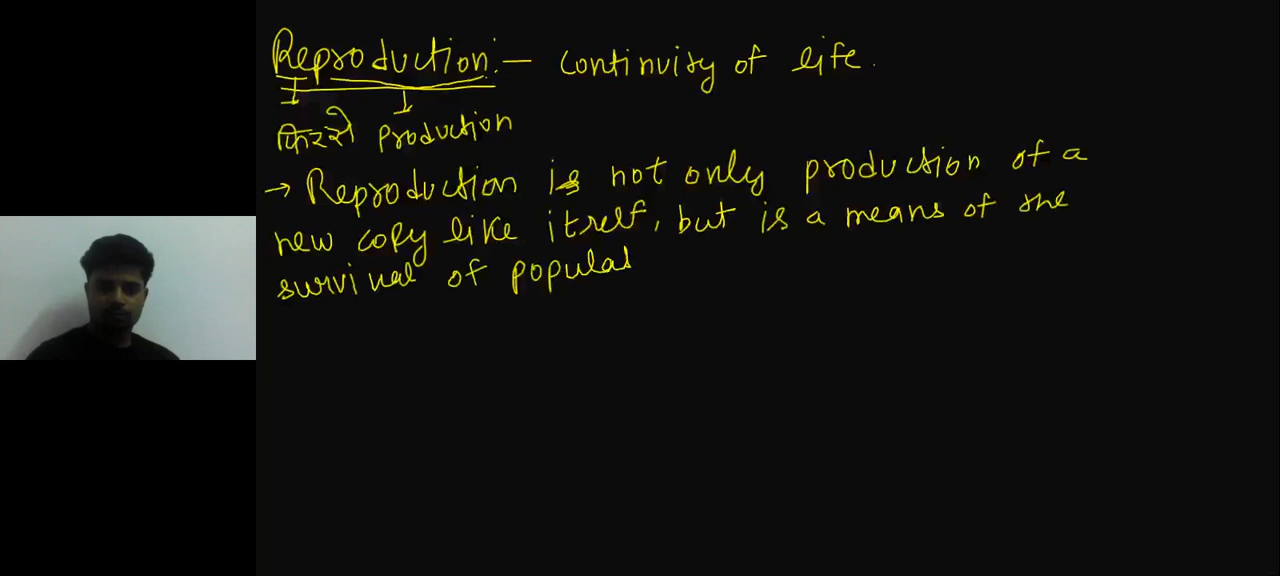 Reproduction:- continuity of life.
फिरसे production
→ Reproduction is not only production of a
new copy like itself, but is a means of the
survival of populat